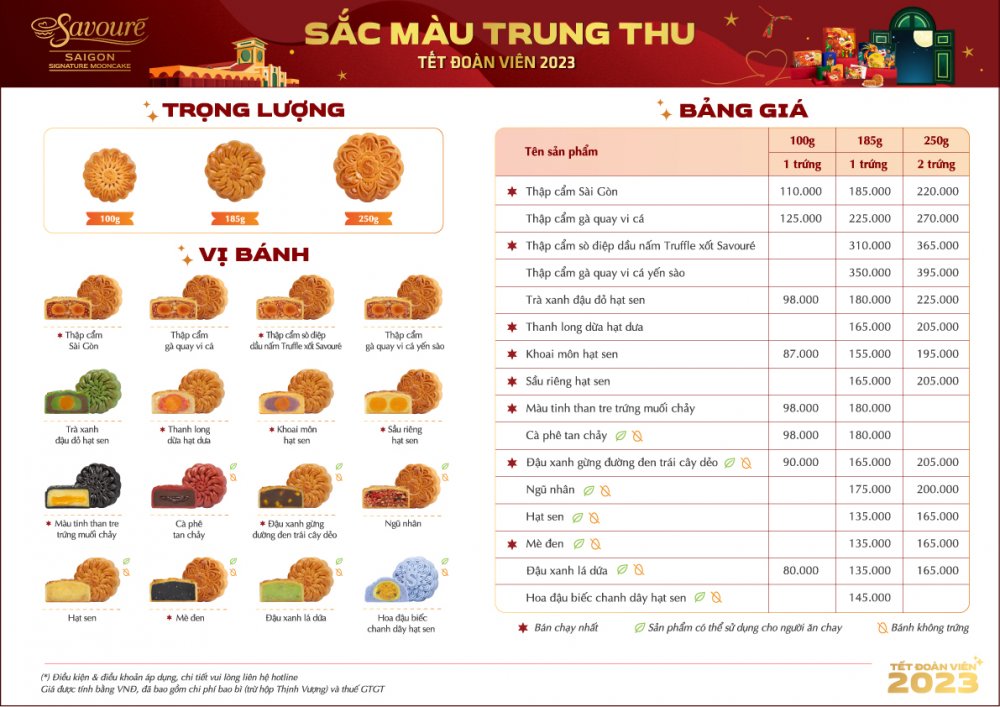 Savouré
SAIGON
SIGNATURE MOONCAKE
SẮC MÀU TRUNG THU
TẾT ĐOÀN VIÊN 2023
TRỌNG LƯỢNG
100g 185g 250g
VỊ BÁNH
Thập cẩm Sài Gòn
Thập cẩm gà quay vi cá
Thập cẩm sò điệp dầu nấm Truffle xốt Savouré
Thập cẩm gà quay vi cá yến sào
Trà xanh đậu đỏ hạt sen
Thanh long dừa hạt dưa
Khoai môn hạt sen
Sầu riêng hạt sen
Màu tinh than tre trứng muối chảy
Cà phê tan chảy
Đậu xanh gừng đường đen trái cây dẻo
Ngũ nhân
Hạt sen
Mè đen
Đậu xanh lá dứa
Hoa đậu biếc chanh dây hạt sen
BẢNG GIÁ
Tên sản phẩm 100g 185g 250g
1 trứng 1 trứng 2 trứng
Thập cẩm Sài Gòn 110.000 185.000 220.000
Thập cẩm gà quay vi cá 125.000 225.000 270.000
Thập cẩm sò điệp dầu nấm Truffle xốt Savouré 310.000 365.000
Thập cẩm gà quay vi cá yến sào 350.000 395.000
Trà xanh đậu đỏ hạt sen 98.000 180.000 225.000
Thanh long dừa hạt dưa 165.000 205.000
Khoai môn hạt sen 87.000 155.000 195.000
Sầu riêng hạt sen 165.000 205.000
Màu tinh than tre trứng muối chảy 98.000 180.000
Cà phê tan chảy 98.000 180.000
Đậu xanh gừng đường đen trái cây dẻo 90.000 165.000 205.000
Ngũ nhân 175.000 200.000
Hạt sen 135.000 165.000
Mè đen 135.000 165.000
Đậu xanh lá dứa 80.000 135.000 165.000
Hoa đậu biếc chanh dây hạt sen 145.000
Bán chạy nhất Sản phẩm có thể sử dụng cho người ăn chay Bánh không trứng
(*) Điều kiện & điều khoản áp dụng, chi tiết vui lòng liên hệ hotline
Giá được tính bằng VNĐ, đã bao gồm chi phí bao bì (trừ hộp Thịnh Vượng) và thuế GTGT
TẾT ĐOÀN VIÊN
2023